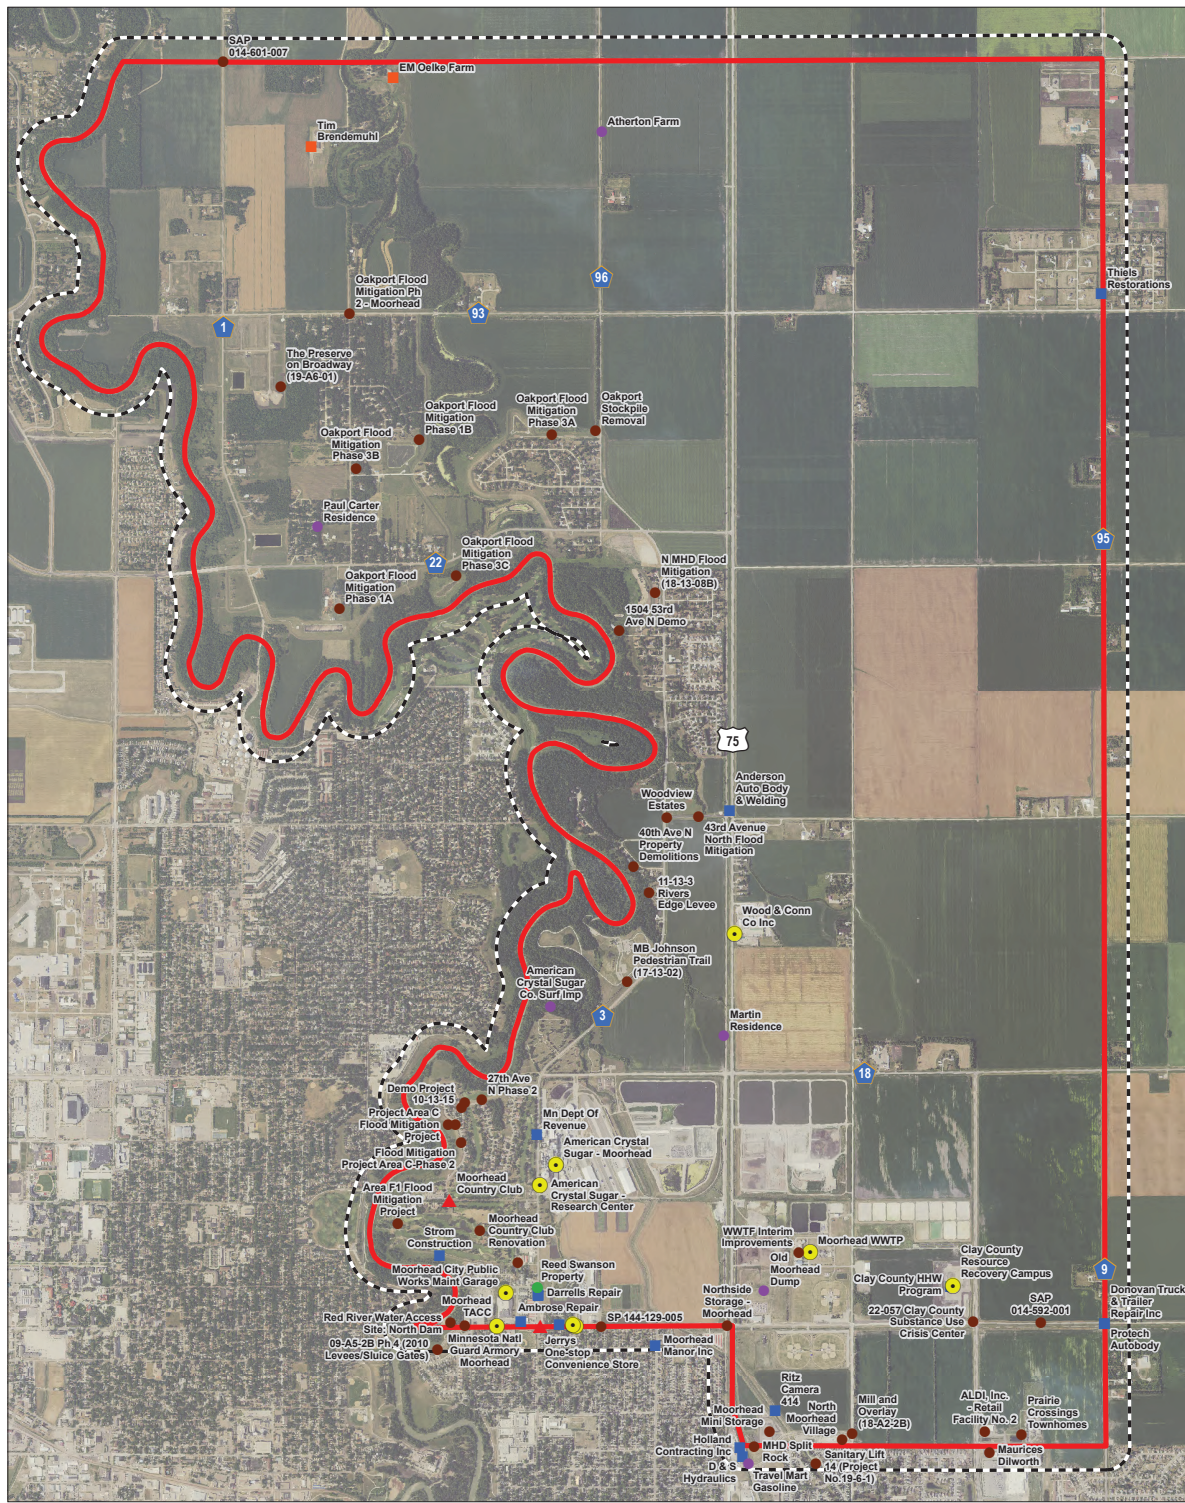 SAP
014-601-007
EM Oelke Farm
Tim
Brendemuhl
Atherton Farm
Oakport Flood
Mitigation Ph
2 - Moorhead
96
93
1
Thiels
Restorations
The Preserve
on Broadway
(19-A6-01)
Oakport Flood
Mitigation
Phase 1B
Oakport Flood
Mitigation
Phase 3A
Oakport
Stockpile
Removal
Oakport Flood
Mitigation
Phase 3B
Paul Carter
Residence
Oakport Flood
Mitigation
Phase 3C
22
95
N MHD Flood
Mitigation
(18-13-08B)
Oakport Flood
Mitigation
Phase 1A
1504 53rd
Ave N Demo
75
Anderson
Auto Body
& Welding
Woodview
Estates
43rd Avenue
North Flood
Mitigation
40th Ave N
Property
Demolitions
11-13-3
Rivers
Edge Levee
Wood & Conn
Co Inc
MB Johnson
Pedestrian Trail
(17-13-02)
American
Crystal Sugar
Co. Surf Imp
3
Martin
Residence
18
27th Ave
N Phase 2
Demo Project
10-13-15
Project Area C
Flood Mitigation
Project
Flood Mitigation
Project Area C-Phase 2
Mn Dept Of
Revenue
American Crystal
Sugar - Moorhead
American
Crystal Sugar -
Research Center
Moorhead
Country Club
Area F1 Flood
Mitigation
Project
Strom
Construction
Moorhead
Country Club
Renovation
WWTF Interim
Improvements
Moorhead WWTP
Old
Moorhead
Dump
Clay County
Resource
Recovery Campus
Clay County HHW
Program
9
Moorhead City Public
Works Maint Garage
Reed Swanson
Property
Darrells Repair
Moorhead
TACC
Ambrose Repair
Northside
Storage -
Moorhead
22-057 Clay County
Substance Use
Crisis Center
SAP
014-592-001
Donovan Truck
& Trailer
Repair Inc
Red River Water Access
Site: North Dam
SP 144-129-005
09-A5-2B Ph 4 (2010
Levees/Sluice Gates)
Minnesota Natl
Guard Armory
Moorhead
Jerrys
One-stop
Convenience Store
Moorhead
Manor Inc
Protech
Autobody
Ritz
Camera
414
Moorhead
Mini Storage
North
Moorhead
Village
Mill and
Overlay
(18-A2-2B)
ALDI, Inc.
- Retail
Facility No. 2
Prairie
Crossings
Townhomes
Holland
Contracting Inc
MHD Split
Rock
D & S
Hydraulics
Travel Mart
Gasoline
Sanitary Lift
14 (Project
No.19-6-1)
Maurices
Dilworth